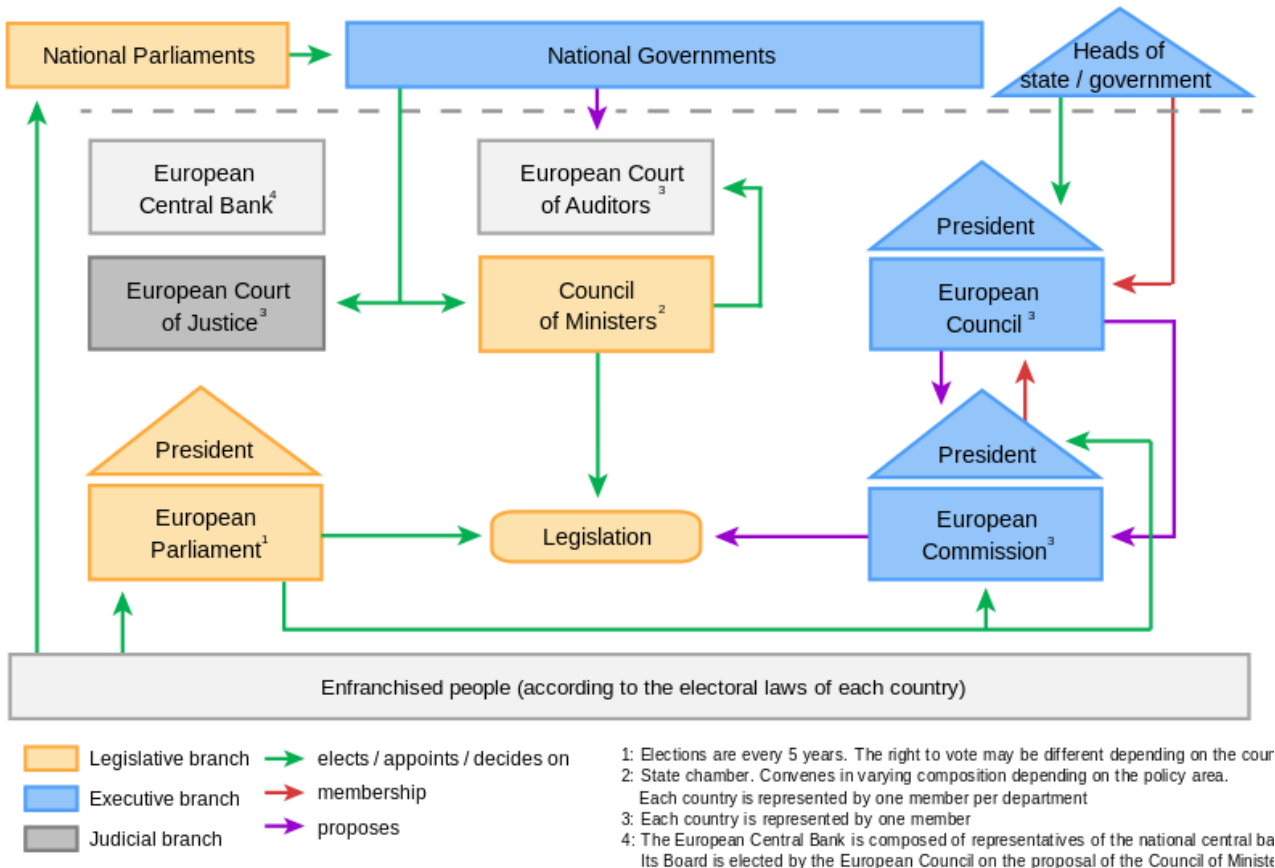 National Parliaments
National Governments
Heads of
state / government
European
Central Bank4
European Court
of Auditors3
President
European Court
of Justice3
Council
of Ministers2
European
Council 3
President
President
European
Parliament1
Legislation
European
Commission3
Enfranchised people (according to the electoral laws of each country)
Legislative branch
Executive branch
Judicial branch
elects / appoints / decides on
membership
proposes
1: Elections are every 5 years. The right to vote may be different depending on the
2: State chamber. Convenes in varying composition depending on the policy area.
Each country is represented by one member per department
3: Each country is represented by one member
4: The European Central Bank is composed of representatives of the national central
Its Board is elected by the European Council on the proposal of the Council of